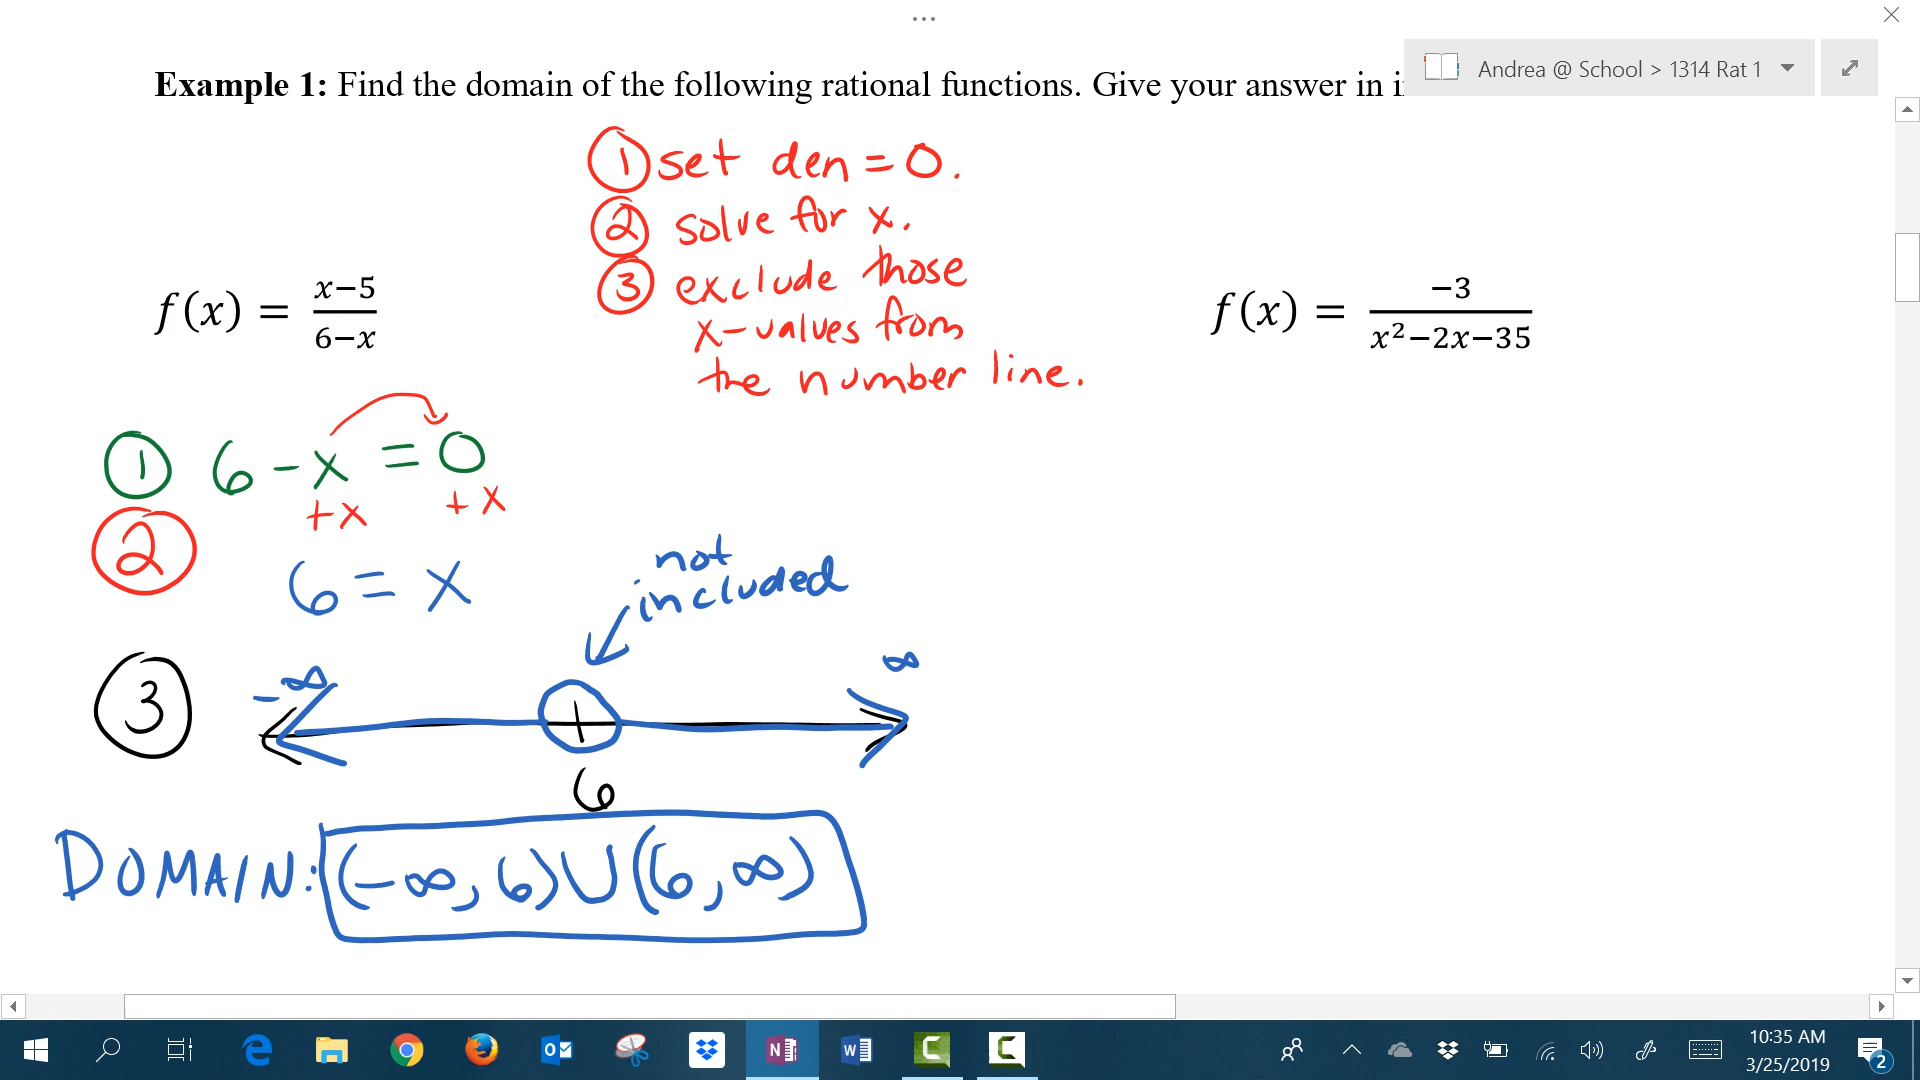 Andrea @ School > 1314 Rat 1
Example 1: Find the domain of the following rational functions. Give your answer in i
① set den = 0.
② solve for x.
③ exclude those
x-values from
the number line.
f(x) = \frac{x-5}{6-x}
f(x) = \frac{-3}{x²-2x-35}
① 6 - x = 0
+x +x
② 6 = x
not
included
③ -∞ ∞
6
DOMAIN: (-∞, 6) ∪ (6, ∞)
10:35 AM
3/25/2019
2